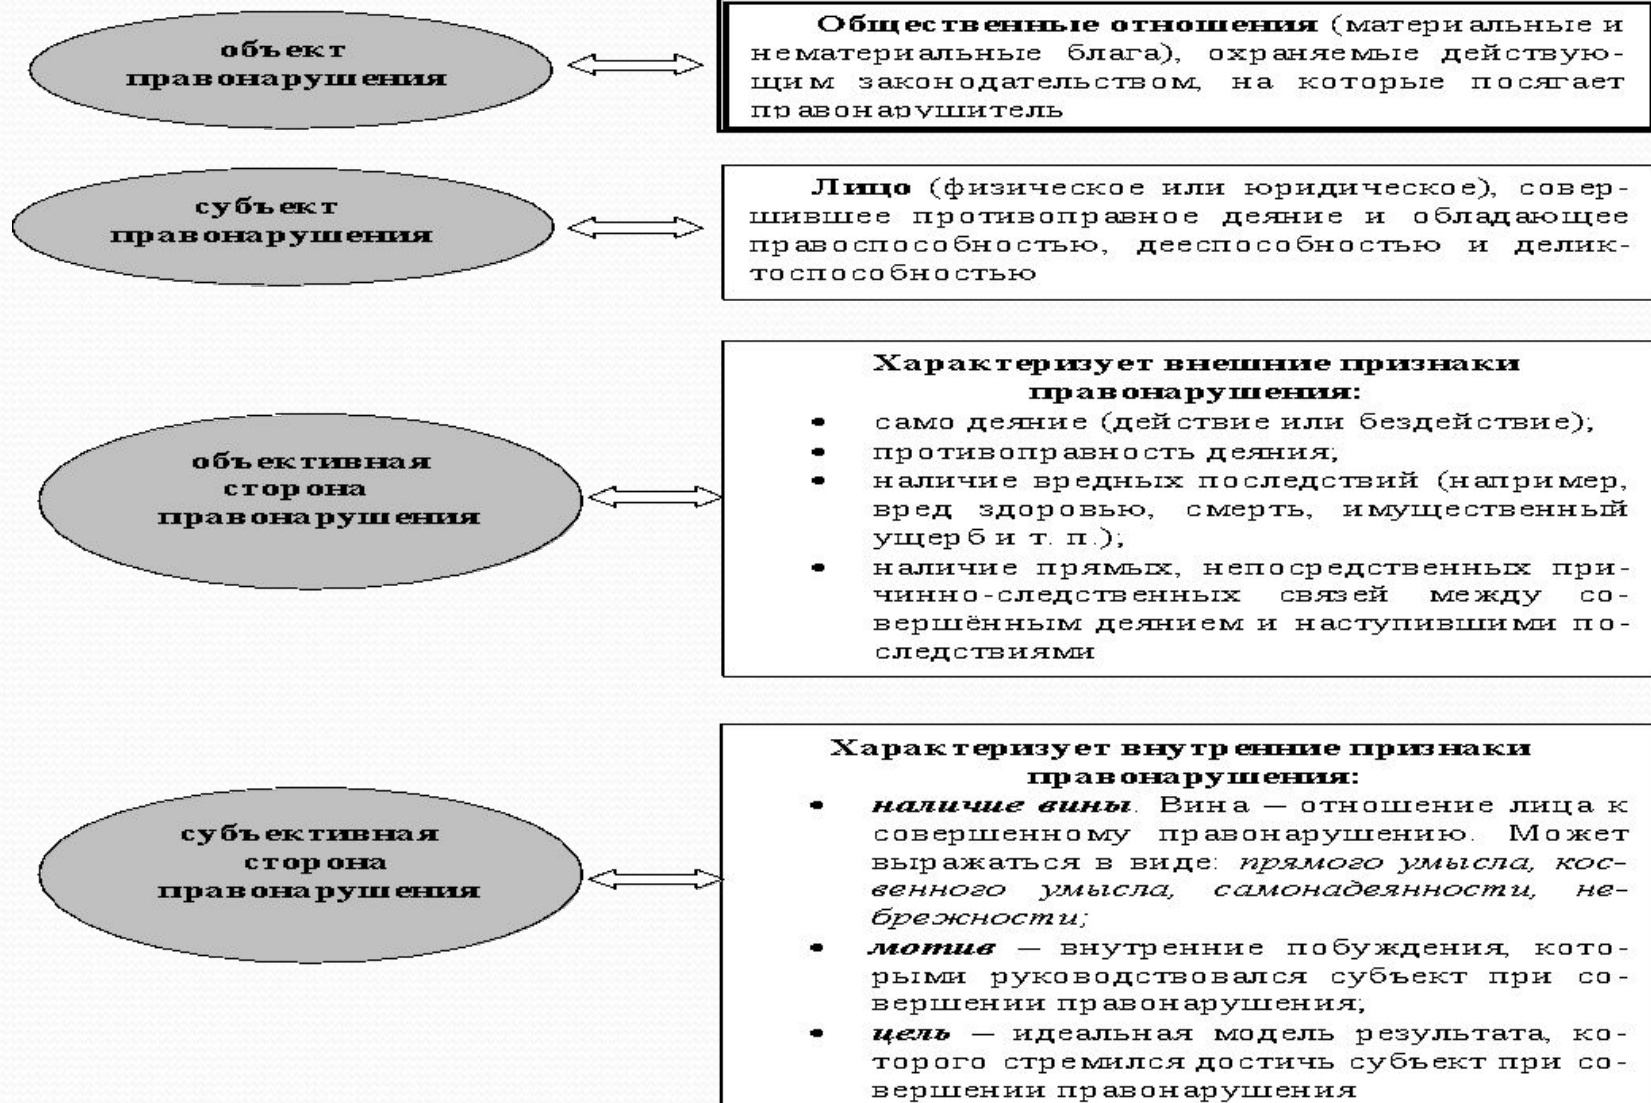 объект
правонарушения
Общественные отношения (материальные и
нематериальные блага), охраняемые действую-
щим законодательством, на которые посягает
правонарушитель
субъект
правонарушения
Лицо (физическое или юридическое), совер-
шившее противоправное деяние и обладающее
правоспособностью, дееспособностью и делик-
тоспособностью
объективная
сторона
правонарушения
Характеризует внешние признаки
правонарушения:
• само деяние (действие или бездействие);
• противоправность деяния;
• наличие вредных последствий (например,
вред здоровью, смерть, имущественный
ущерб и т. п.);
• наличие прямых, непосредственных при-
чинно-следственных связей между со-
вершённым деянием и наступившими по-
следствиями
субъективная
сторона
правонарушения
Характеризует внутренние признаки
правонарушения:
• наличие вины. Вина – отношение лица к
совершенному правонарушению. Может
выражаться в виде: прямого умысла, кос-
венного умысла, самонадеянности, не-
брежности;
• мотив – внутренние побуждения, кото-
рыми руководствовался субъект при со-
вершении правонарушения;
• цель – идеальная модель результата, ко-
торого стремился достичь субъект при со-
вершении правонарушения